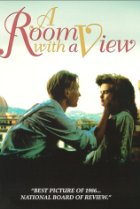 A
Room
with a View
"BEST PICTURE OF 1986...
NATIONAL BOARD OF REVIEW."